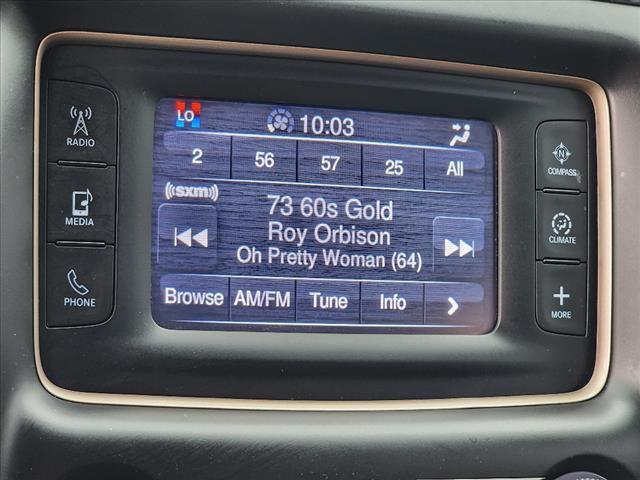 LO 10:03
2 56 57 25 All
((sxm))
73 60s Gold
Roy Orbison
Oh Pretty Woman (64)
Browse AM/FM Tune Info >
RADIO
MEDIA
PHONE
N
COMPASS
CLIMATE
+
MORE